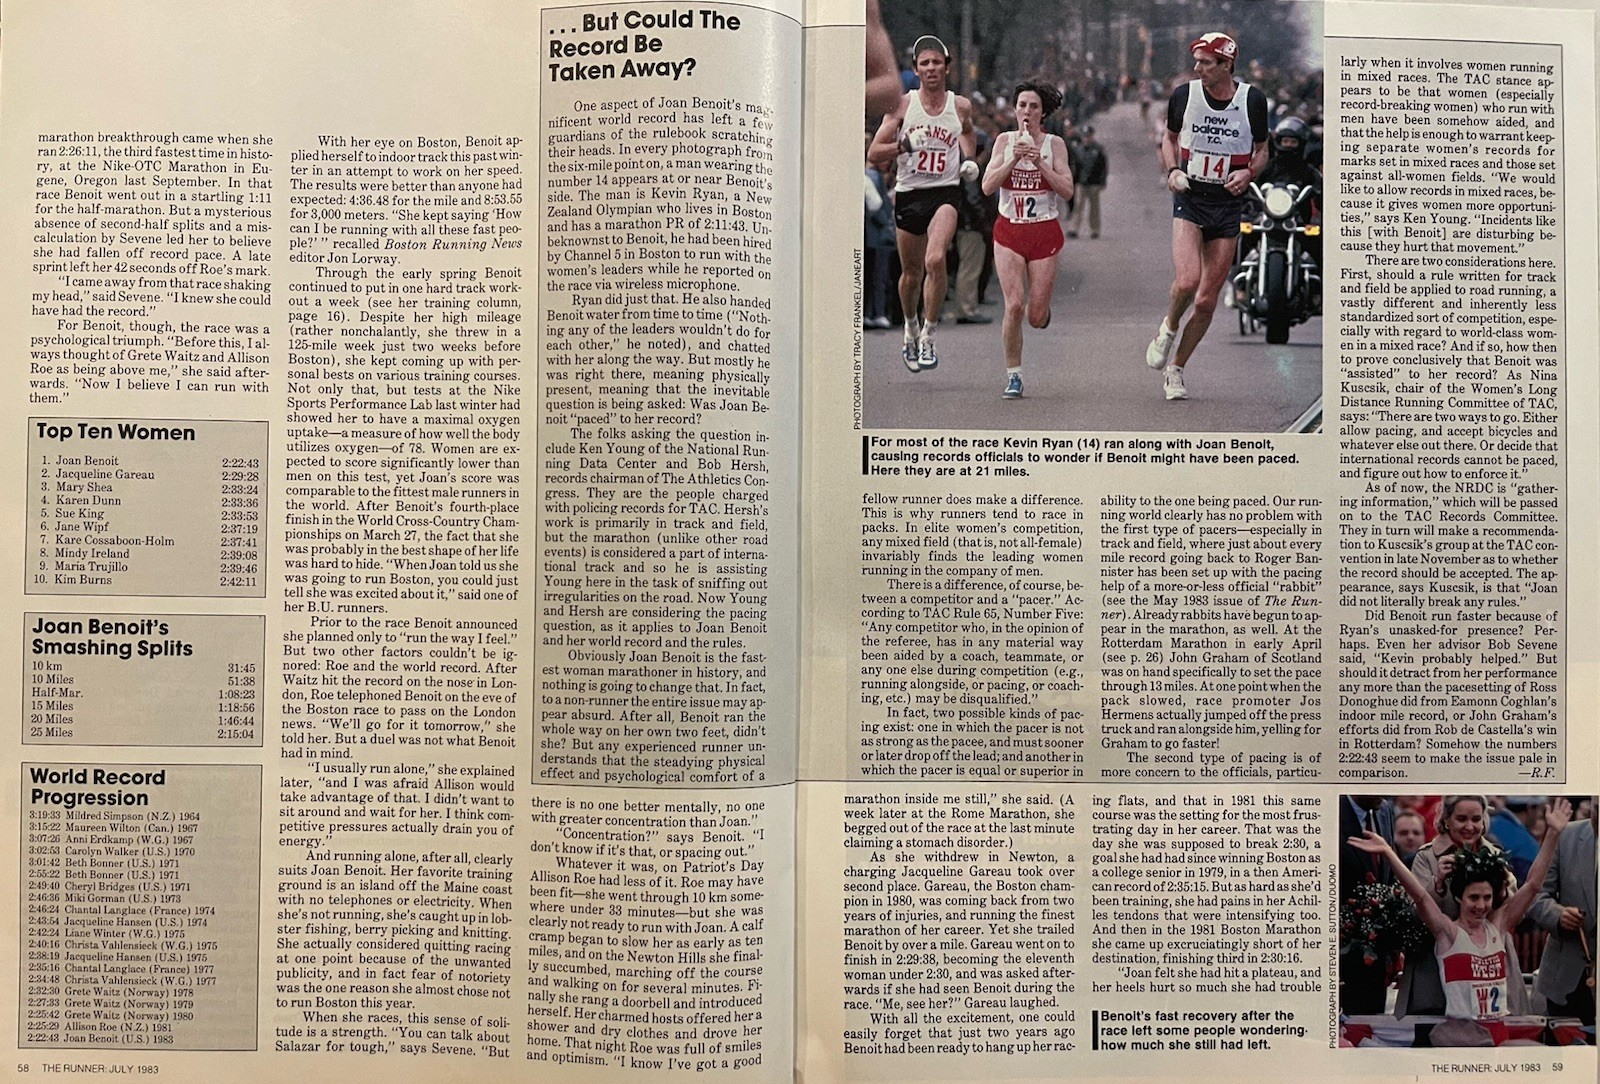 marathon breakthrough came when she
ran 2:26:11, the third fastest time in histo-
ry, at the Nike-OTC Marathon in Eu-
gene, Oregon last September. In that
race Benoit went out in a startling 1:11
for the half-marathon. But a mysterious
absence of second-half splits and a mis-
calculation by Sevene led her to believe
she had fallen off record pace. A late
sprint left her 42 seconds off Roe's mark.
"I came away from that race shaking
my head," said Sevene. "I knew she could
have had the record."
For Benoit, though, the race was a
psychological triumph. "Before this, I al-
ways thought of Grete Waitz and Allison
Roe as being above me," she said after-
wards. "Now I believe I can run with
them."
Top Ten Women
1. Joan Benoit 2:22:43
2. Jacqueline Gareau 2:29:28
3. Mary Shea 2:33:24
4. Karen Dunn 2:33:36
5. Sue King 2:33:53
6. Jane Wipf 2:37:19
7. Kare Cossaboon-Holm 2:37:41
8. Mindy Ireland 2:39:08
9. Maria Trujillo 2:39:46
10. Kim Burns 2:42:11
Joan Benoit's
Smashing Splits
10 km 31:45
10 Miles 51:38
Half-Mar. 1:08:23
15 Miles 1:18:56
20 Miles 1:46:44
25 Miles 2:15:04
World Record
Progression
3:19:33 Mildred Simpson (N.Z.) 1964
3:15:22 Maureen Wilton (Can.) 1967
3:07:26 Anni Erdkamp (W.G.) 1967
3:02:53 Carolyn Walker (U.S.) 1970
3:01:42 Beth Bonner (U.S.) 1971
2:55:22 Beth Bonner (U.S.) 1971
2:49:40 Cheryl Bridges (U.S.) 1971
2:46:36 Miki Gorman (U.S.) 1973
2:46:24 Chantal Langlace (France) 1974
2:43:54 Jacqueline Hansen (U.S.) 1974
2:42:24 Liane Winter (W.G.) 1975
2:40:16 Christa Vahlensieck (W.G.) 1975
2:38:19 Jacqueline Hansen (U.S.) 1975
2:35:16 Chantal Langlace (France) 1977
2:34:48 Christa Vahlensieck (W.G.) 1977
2:32:30 Grete Waitz (Norway) 1978
2:27:33 Grete Waitz (Norway) 1979
2:25:42 Grete Waitz (Norway) 1980
2:25:29 Allison Roe (N.Z.) 1981
2:22:43 Joan Benoit (U.S.) 1983
58 THE RUNNER: JULY 1983
With her eye on Boston, Benoit ap-
plied herself to indoor track this past win-
ter in an attempt to work on her speed.
The results were better than anyone had
expected: 4:36.48 for the mile and 8:53.55
for 3,000 meters. "She kept saying 'How
can I be running with all these fast peo-
ple?' " recalled Boston Running News
editor Jon Lorway.
Through the early spring Benoit
continued to put in one hard track work-
out a week (see her training column,
page 16). Despite her high mileage
(rather nonchalantly, she threw in a
125-mile week just two weeks before
Boston), she kept coming up with per-
sonal bests on various training courses.
Not only that, but tests at the Nike
Sports Performance Lab last winter had
showed her to have a maximal oxygen
uptake—a measure of how well the body
utilizes oxygen—of 78. Women are ex-
pected to score significantly lower than
men on this test, yet Joan's score was
comparable to the fittest male runners in
the world. After Benoit's fourth-place
finish in the World Cross-Country Cham-
pionships on March 27, the fact that she
was probably in the best shape of her life
was hard to hide. "When Joan told us she
was going to run Boston, you could just
tell she was excited about it," said one of
her B.U. runners.
Prior to the race Benoit announced
she planned only to "run the way I feel."
But two other factors couldn't be ig-
nored: Roe and the world record. After
Waitz hit the record on the nose in Lon-
don, Roe telephoned Benoit on the eve of
the Boston race to pass on the London
news. "We'll go for it tomorrow," she
told her. But a duel was not what Benoit
had in mind.
"I usually run alone," she explained
later, "and I was afraid Allison would
take advantage of that. I didn't want to
sit around and wait for her. I think com-
petitive pressures actually drain you of
energy."
And running alone, after all, clearly
suits Joan Benoit. Her favorite training
ground is an island off the Maine coast
with no telephones or electricity. When
she's not running, she's caught up in lob-
ster fishing, berry picking and knitting.
She actually considered quitting racing
at one point because of the unwanted
publicity, and in fact fear of notoriety
was the one reason she almost chose not
to run Boston this year.
When she races, this sense of soli-
tude is a strength. "You can talk about
Salazar for tough," says Sevene. "But
there is no one better mentally, no one
with greater concentration than Joan."
"Concentration?" says Benoit. "I
don't know if it's that, or spacing out."
Whatever it was, on Patriot's Day
Allison Roe had less of it. Roe may have
been fit—she went through 10 km some-
where under 33 minutes—but she was
clearly not ready to run with Joan. A calf
cramp began to slow her as early as ten
miles, and on the Newton Hills she final-
ly succumbed, marching off the course
and walking on for several minutes. Fi-
nally she rang a doorbell and introduced
herself. Her charmed hosts offered her a
shower and dry clothes and drove her
home. That night Roe was full of smiles
and optimism. "I know I've got a good
marathon inside me still," she said. (A
week later at the Rome Marathon, she
begged out of the race at the last minute
claiming a stomach disorder.)
As she withdrew in Newton, a
charging Jacqueline Gareau took over
second place. Gareau, the Boston cham-
pion in 1980, was coming back from two
years of injuries, and running the finest
marathon of her career. Yet she trailed
Benoit by over a mile. Gareau went on to
finish in 2:29:38, becoming the eleventh
woman under 2:30, and was asked after-
wards if she had seen Benoit during the
race. "Me, see her?" Gareau laughed.
With all the excitement, one could
easily forget that just two years ago
Benoit had been ready to hang up her rac-
ing flats, and that in 1981 this same
course was the setting for the most frus-
trating day in her career. That was the
day she was supposed to break 2:30, a
goal she had had since winning Boston as
a college senior in 1979, in a then Ameri-
can record of 2:35:15. But as hard as she'd
been training, she had pains in her Achil-
les tendons that were intensifying too.
And then in the 1981 Boston Marathon
she came up excruciatingly short of her
destination, finishing third in 2:30:16.
"Joan felt she had hit a plateau, and
her heels hurt so much she had trouble
... But Could The
Record Be
Taken Away?
One aspect of Joan Benoit's mag-
nificent world record has left a few
guardians of the rulebook scratching
their heads. In every photograph from
the six-mile point on, a man wearing the
number 14 appears at or near Benoit's
side. The man is Kevin Ryan, a New
Zealand Olympian who lives in Boston
and has a marathon PR of 2:11:43. Un-
beknownst to Benoit, he had been hired
by Channel 5 in Boston to run with the
women's leaders while he reported on
the race via wireless microphone.
Ryan did just that. He also handed
Benoit water from time to time ("Noth-
ing any of the leaders wouldn't do for
each other," he noted), and chatted
with her along the way. But mostly he
was right there, meaning physically
present, meaning that the inevitable
question is being asked: Was Joan Be-
noit "paced" to her record?
The folks asking the question in-
clude Ken Young of the National Run-
ning Data Center and Bob Hersh,
records chairman of The Athletics Con-
gress. They are the people charged
with policing records for TAC. Hersh's
work is primarily in track and field,
but the marathon (unlike other road
events) is considered a part of interna-
tional track and so he is assisting
Young here in the task of sniffing out
irregularities on the road. Now Young
and Hersh are considering the pacing
question, as it applies to Joan Benoit
and her world record and the rules.
Obviously Joan Benoit is the fast-
est woman marathoner in history, and
nothing is going to change that. In fact,
to a non-runner the entire issue may ap-
pear absurd. After all, Benoit ran the
whole way on her own two feet, didn't
she? But any experienced runner un-
derstands that the steadying physical
effect and psychological comfort of a
fellow runner does make a difference.
This is why runners tend to race in
packs. In elite women's competition,
any mixed field (that is, not all-female)
invariably finds the leading women
running in the company of men.
There is a difference, of course, be-
tween a competitor and a "pacer." Ac-
cording to TAC Rule 65, Number Five:
"Any competitor who, in the opinion of
the referee, has in any material way
been aided by a coach, teammate, or
any one else during competition (e.g.,
running alongside, or pacing, or coach-
ing, etc.) may be disqualified."
In fact, two possible kinds of pac-
ing exist: one in which the pacer is not
as strong as the pacee, and must sooner
or later drop off the lead; and another in
which the pacer is equal or superior in
ability to the one being paced. Our run-
ning world clearly has no problem with
the first type of pacers—especially in
track and field, where just about every
mile record going back to Roger Ban-
nister has been set up with the pacing
help of a more-or-less official "rabbit"
(see the May 1983 issue of The Run-
ner). Already rabbits have begun to ap-
pear in the marathon, as well. At the
Rotterdam Marathon in early April
(see p. 26) John Graham of Scotland
was on hand specifically to set the pace
through 13 miles. At one point when the
pack slowed, race promoter Jos
Hermens actually jumped off the press
truck and ran alongside him, yelling for
Graham to go faster!
The second type of pacing is of
more concern to the officials, particu-
larly when it involves women running
in mixed races. The TAC stance ap-
pears to be that women (especially
record-breaking women) who run with
men have been somehow aided, and
that the help is enough to warrant keep-
ing separate women's records for
marks set in mixed races and those set
against all-women fields. "We would
like to allow records in mixed races, be-
cause it gives women more opportuni-
ties," says Ken Young. "Incidents like
this [with Benoit] are disturbing be-
cause they hurt that movement."
There are two considerations here.
First, should a rule written for track
and field be applied to road running, a
vastly different and inherently less
standardized sort of competition, espe-
cially with regard to world-class wom-
en in a mixed race? And if so, how then
to prove conclusively that Benoit was
"assisted" to her record? As Nina
Kuscsik, chair of the Women's Long
Distance Running Committee of TAC,
says: "There are two ways to go. Either
allow pacing, and accept bicycles and
whatever else out there. Or decide that
international records cannot be paced,
and figure out how to enforce it."
As of now, the NRDC is "gather-
ing information," which will be passed
on to the TAC Records Committee.
They in turn will make a recommenda-
tion to Kuscsik's group at the TAC con-
vention in late November as to whether
the record should be accepted. The ap-
pearance, says Kuscsik, is that "Joan
did not literally break any rules."
Did Benoit run faster because of
Ryan's unasked-for presence? Per-
haps. Even her advisor Bob Sevene
said, "Kevin probably helped." But
should it detract from her performance
any more than the pacesetting of Ross
Donoghue did from Eamonn Coghlan's
indoor mile record, or John Graham's
efforts did from Rob de Castella's win
in Rotterdam? Somehow the numbers
2:22:43 seem to make the issue pale in
comparison. —R.F.
215
ATHLETICS
WEST
W2
new
balance
T.C.
14
PHOTOGRAPH BY TRACY FRANKEL/JANEART
For most of the race Kevin Ryan (14) ran along with Joan Benoit,
causing records officials to wonder if Benoit might have been paced.
Here they are at 21 miles.
Benoit's fast recovery after the
race left some people wondering
how much she still had left.
PHOTOGRAPH BY STEVEN E. SUTTON/DUOMO
ATHLETICS
WEST
W2
THE RUNNER: JULY 1983 59